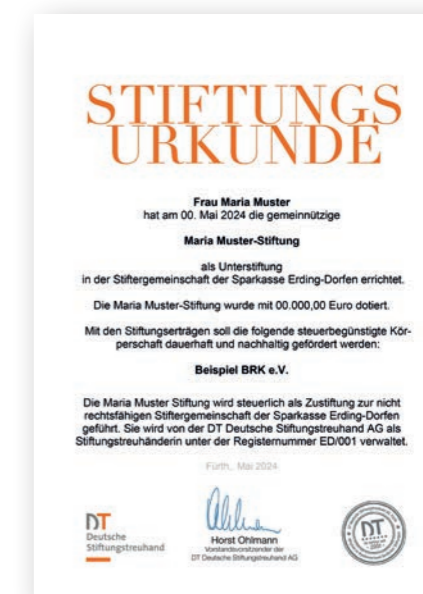 STIFTUNGS
URKUNDE
Frau Maria Muster
hat am 00. Mai 2024 die gemeinnützige
Maria Muster-Stiftung
als Unterstiftung
in der Stiftergemeinschaft der Sparkasse Erding-Dorfen errichtet.
Die Maria Muster-Stiftung wurde mit 00.000,00 Euro dotiert.
Mit den Stiftungserträgen soll die folgende steuerbegünstigte Kör-
perschaft dauerhaft und nachhaltig gefördert werden:
Beispiel BRK e.V.
Die Maria Muster Stiftung wird steuerlich als Zustiftung zur nicht
rechtsfähigen Stiftergemeinschaft der Sparkasse Erding-Dorfen
geführt. Sie wird von der DT Deutsche Stiftungstreuhand AG als
Stiftungstreuhänderin unter der Registernummer ED/001 verwaltet.
Fürth, Mai 2024
DT
Deutsche
Stiftungstreuhand
Horst Ohlmann
Vorstandsvorsitzender der
DT Deutsche Stiftungstreuhand AG
DT